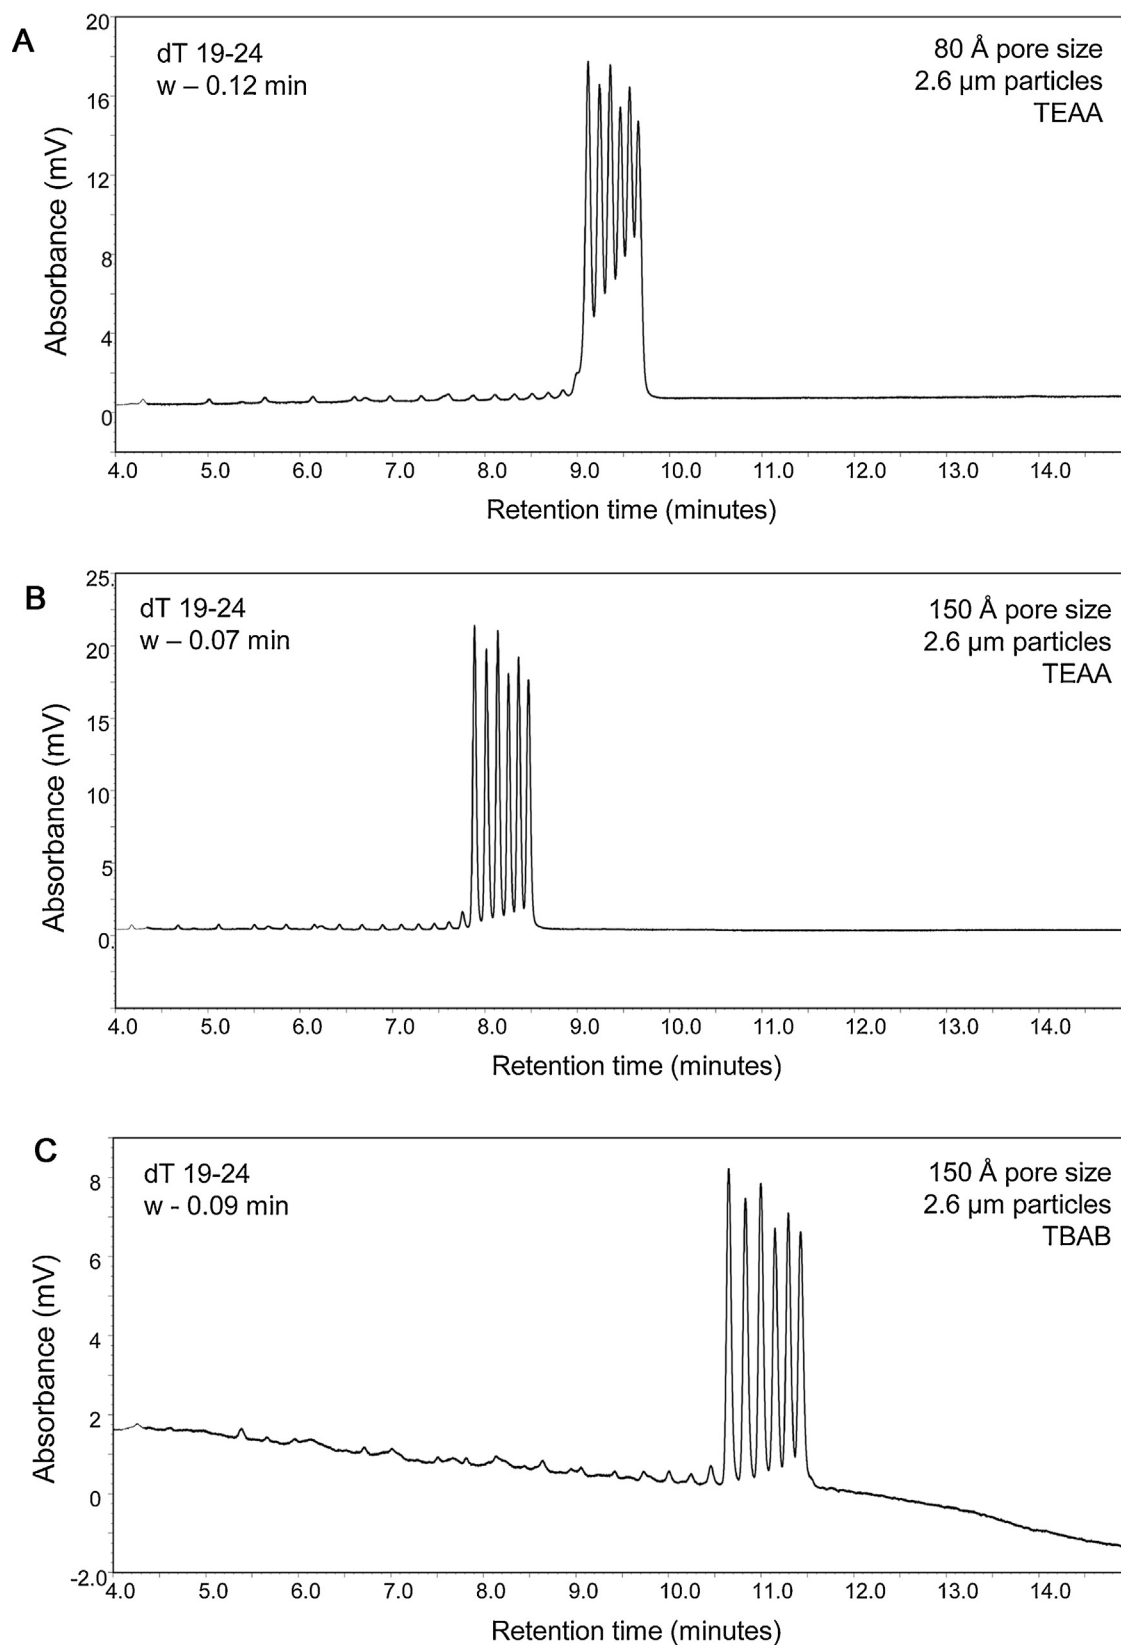 A
dT 19-24
w – 0.12 min
80 Å pore size
2.6 µm particles
TEAA
Absorbance (mV)
20
16
12
8
4
0
4.0 5.0 6.0 7.0 8.0 9.0 10.0 11.0 12.0 13.0 14.0
Retention time (minutes)
B
dT 19-24
w – 0.07 min
150 Å pore size
2.6 µm particles
TEAA
Absorbance (mV)
25.
20
15
10
5
0.
4.0 5.0 6.0 7.0 8.0 9.0 10.0 11.0 12.0 13.0 14.0
Retention time (minutes)
C
dT 19-24
w - 0.09 min
150 Å pore size
2.6 µm particles
TBAB
Absorbance (mV)
8
6
4
2
0
-2.0
4.0 5.0 6.0 7.0 8.0 9.0 10.0 11.0 12.0 13.0 14.0
Retention time (minutes)